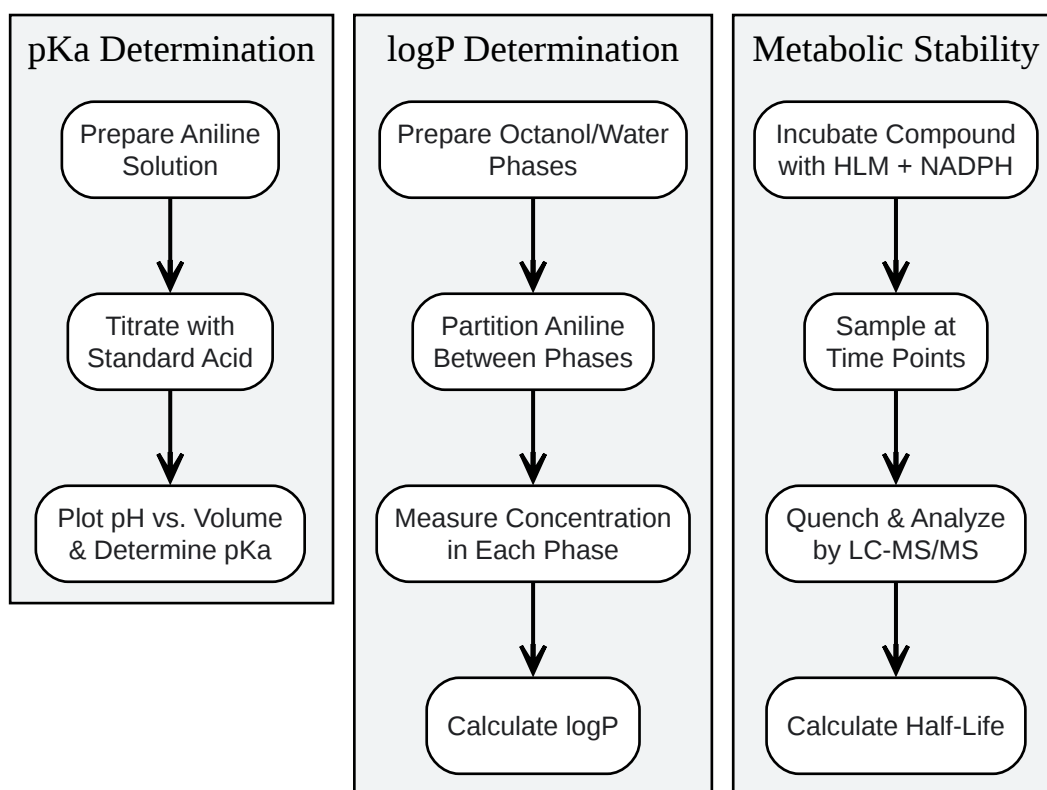 pKa Determination
Prepare Aniline
Solution
Titrate with
Standard Acid
Plot pH vs. Volume
& Determine pKa
logP Determination
Prepare Octanol/Water
Phases
Partition Aniline
Between Phases
Measure Concentration
in Each Phase
Calculate logP
Metabolic Stability
Incubate Compound
with HLM + NADPH
Sample at
Time Points
Quench & Analyze
by LC-MS/MS
Calculate Half-Life